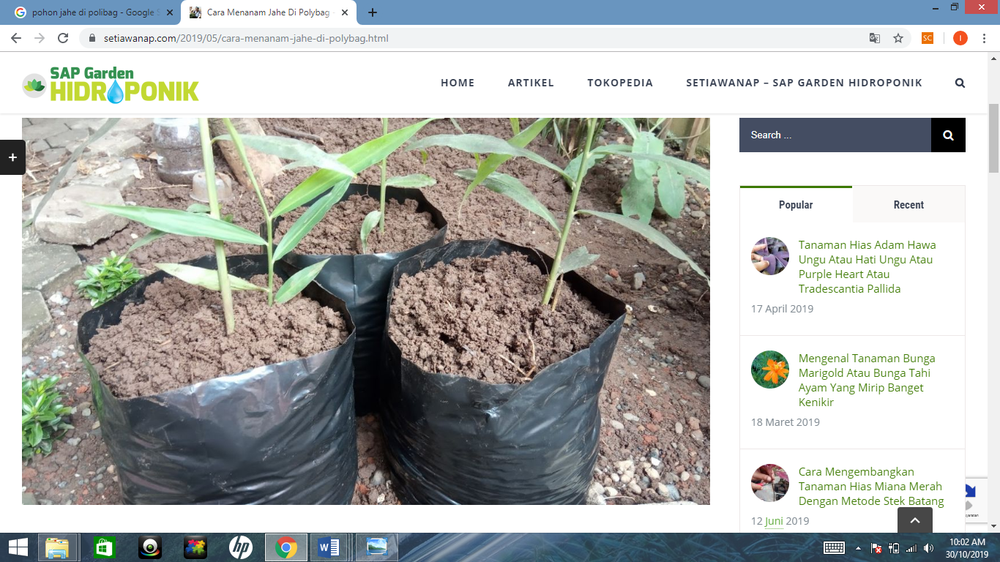 pohon jahe di polibag - Google S
Cara Menanam Jahe Di Polybag -
setiawanap.com/2019/05/cara-menanam-jahe-di-polybag.html
SC
I
SAP Garden
HIDROPONIK
HOME
ARTIKEL
TOKOPEDIA
SETIAWANAP – SAP GARDEN HIDROPONIK
+
Search ...
Popular
Recent
Tanaman Hias Adam Hawa
Ungu Atau Hati Ungu Atau
Purple Heart Atau
Tradescantia Pallida
17 April 2019
Mengenal Tanaman Bunga
Marigold Atau Bunga Tahi
Ayam Yang Mirip Banget
Kenikir
18 Maret 2019
Cara Mengembangkan
Tanaman Hias Miana Merah
Dengan Metode Stek Batang
12 Juni 2019
hp
10:02 AM
30/10/2019